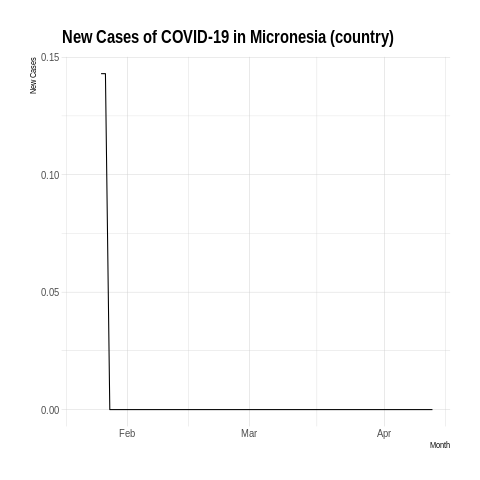 New Cases of COVID-19 in Micronesia (country)
New Cases
0.15
0.10
0.05
0.00
Feb
Mar
Apr
Month